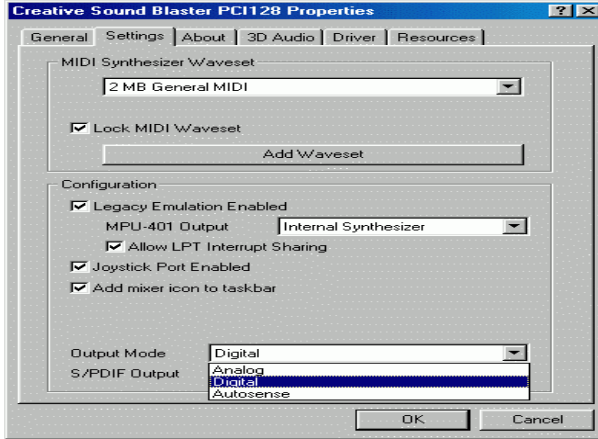 Creative Sound Blaster PCI128 Properties
General Settings About 3D Audio Driver Resources
MIDI Synthesizer Waveset
2 MB General MIDI
Lock MIDI Waveset
Add Waveset
Configuration
Legacy Emulation Enabled
MPU-401 Output Internal Synthesizer
Allow LPT Interrupt Sharing
Joystick Port Enabled
Add mixer icon to taskbar
Output Mode Digital
S/PDIF Output Analog
Digital
Autosense
OK Cancel